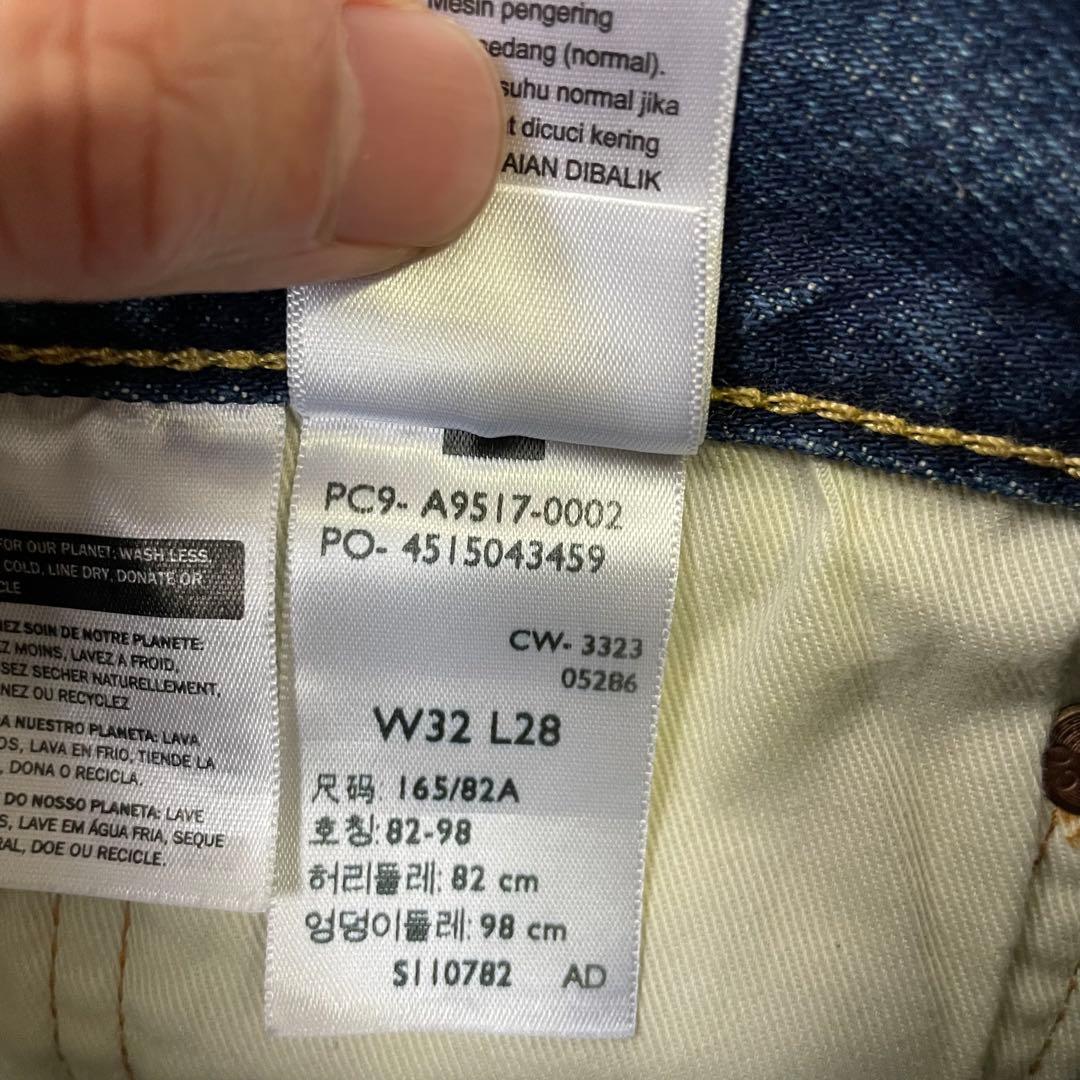 Mesin pengering
sedang (normal).
suhu normal jika
t dicuci kering
AIAN DIBALIK
PC9- A9517-0002
PO- 4515043459
CW- 3323
05286
W32 L28
尺码: 165/82A
호칭: 82-98
허리둘레: 82 cm
엉덩이둘레: 98 cm
S110782 AD
FOR OUR PLANET: WASH LESS,
COLD, LINE DRY, DONATE OR
CLE
EZ SOIN DE NOTRE PLANETE:
Z MOINS, LAVEZ A FROID,
SEZ SECHER NATURELLEMENT,
NEZ OU RECYCLEZ
A NUESTRO PLANETA: LAVA
OS, LAVA EN FRIO, TIENDE LA
, DONA O RECICLA.
DO NOSSO PLANETA: LAVE
S, LAVE EM ÁGUA FRIA, SEQUE
RAL, DOE OU RECICLE.